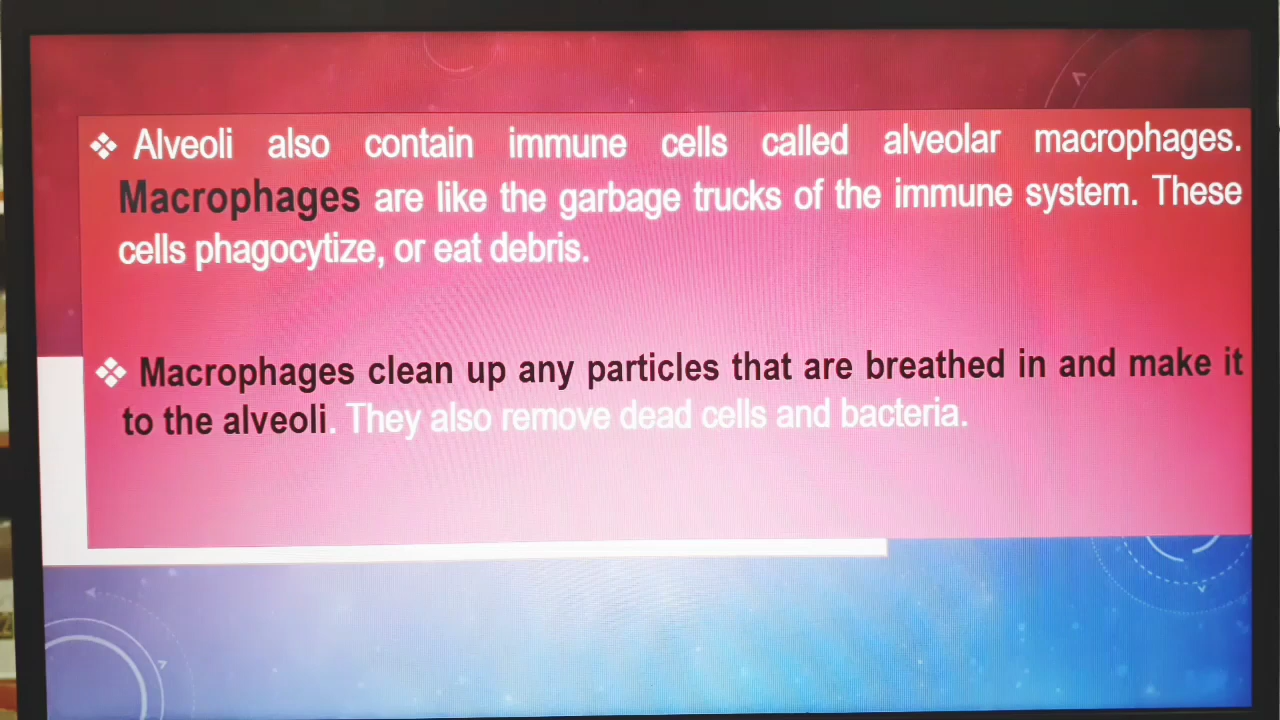 ❖ Alveoli also contain immune cells called alveolar macrophages.
Macrophages are like the garbage trucks of the immune system. These
cells phagocytize, or eat debris.
❖ Macrophages clean up any particles that are breathed in and make it
to the alveoli. They also remove dead cells and bacteria.